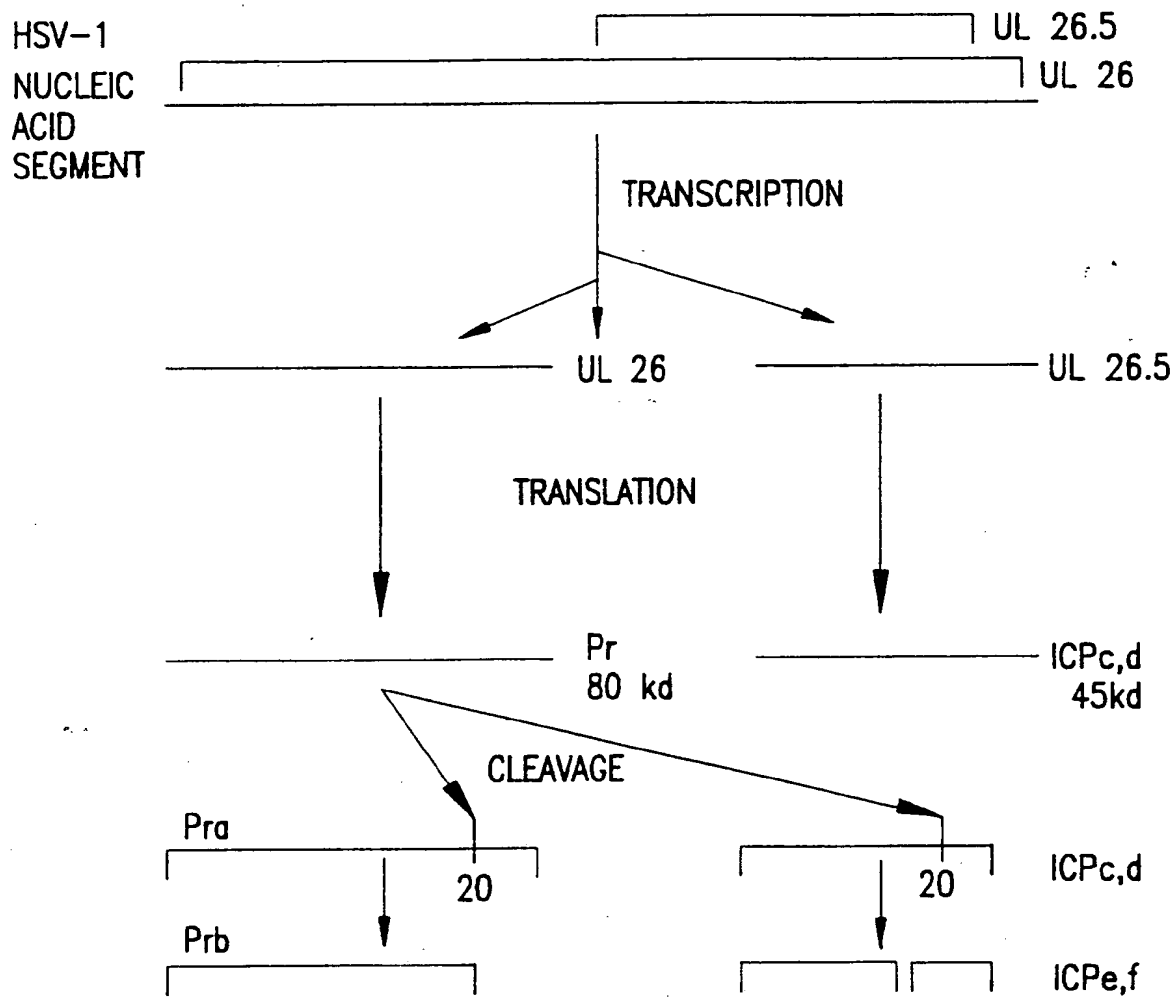 HSV-1
NUCLEIC
ACID
SEGMENT
UL 26.5
UL 26
TRANSCRIPTION
UL 26
UL 26.5
TRANSLATION
Pr
80 kd
ICPc,d
45kd
CLEAVAGE
Pra
20
20
ICPc,d
Prb
ICPe,f